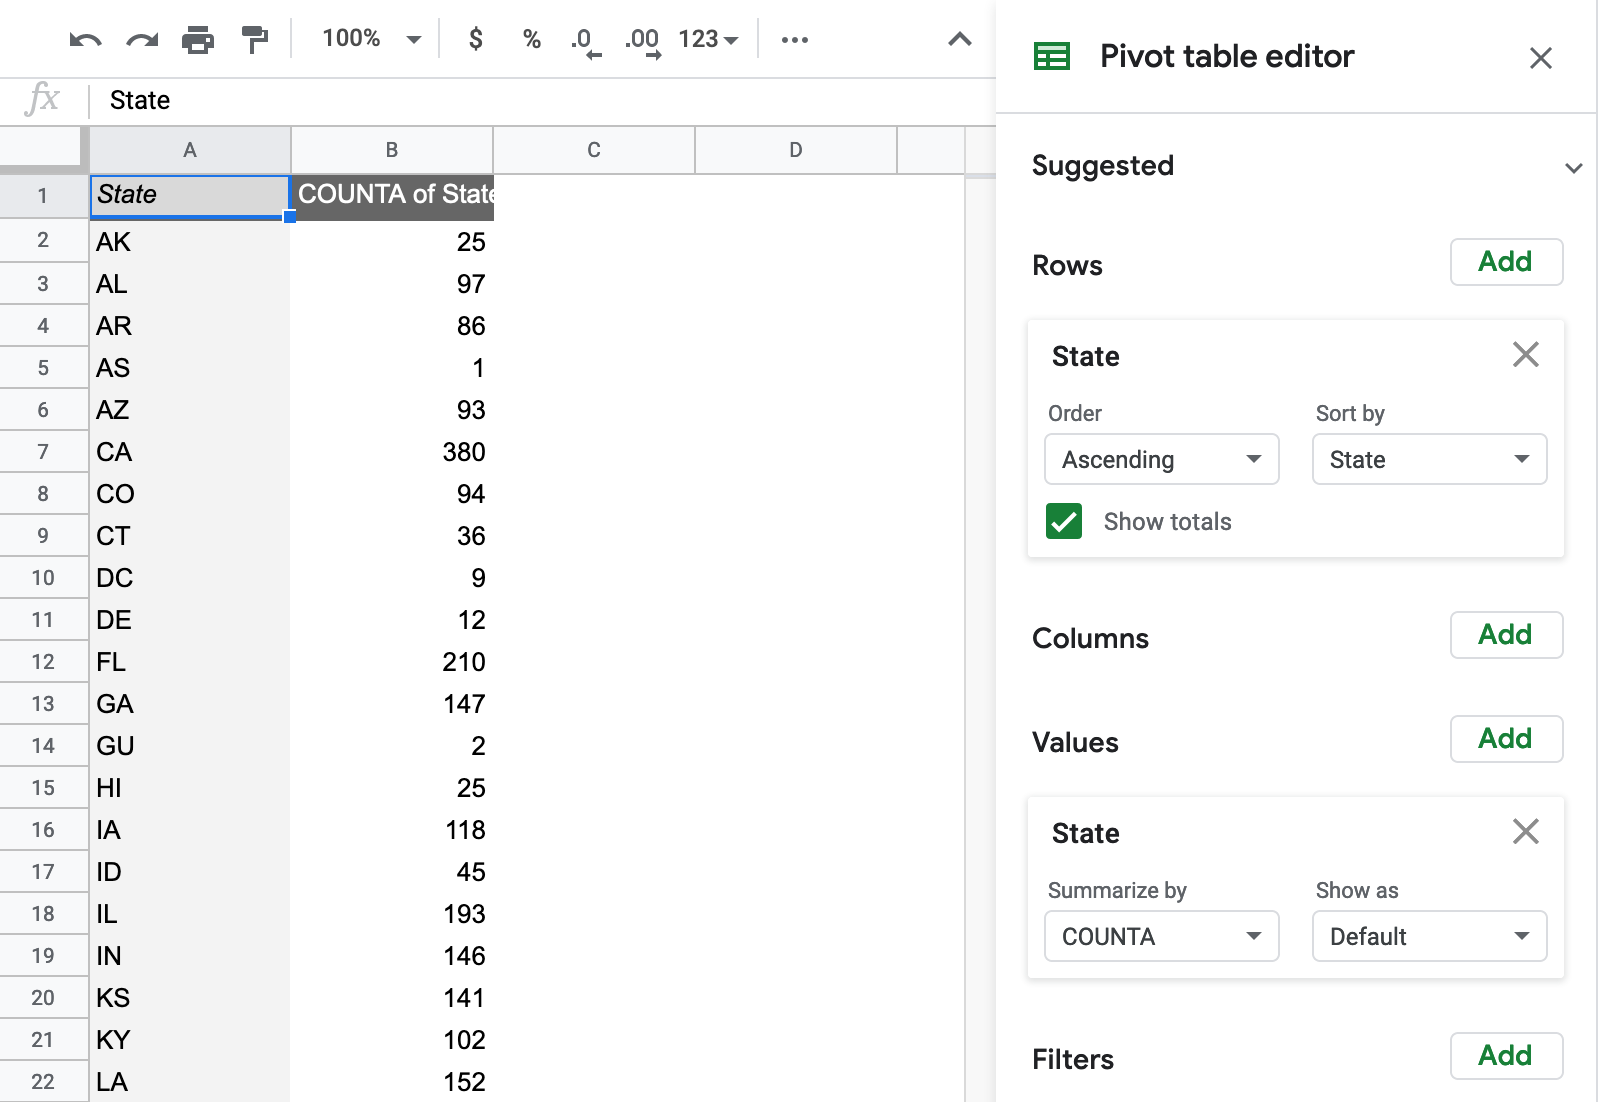 100% $ % .0 .00 123
Pivot table editor
fx State
Suggested
A B C D
1 State COUNTA of State
2 AK 25
3 AL 97
4 AR 86
5 AS 1
6 AZ 93
7 CA 380
8 CO 94
9 CT 36
10 DC 9
11 DE 12
12 FL 210
13 GA 147
14 GU 2
15 HI 25
16 IA 118
17 ID 45
18 IL 193
19 IN 146
20 KS 141
21 KY 102
22 LA 152
Rows Add
State
Order Sort by
Ascending State
Show totals
Columns Add
Values Add
State
Summarize by Show as
COUNTA Default
Filters Add